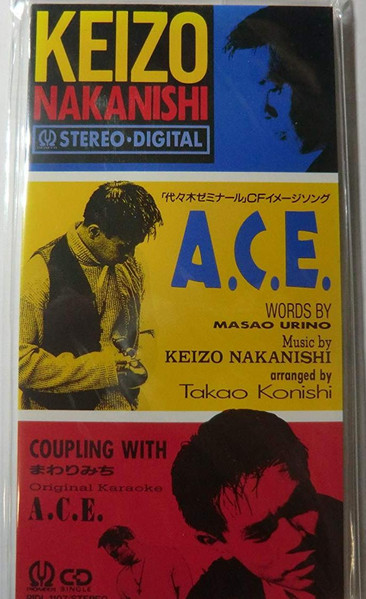 KEIZO
NAKANISHI
STEREO・DIGITAL
「代々木ゼミナール」CFイメージソング
A.C.E.
WORDS BY
MASAO URINO
Music by
KEIZO NAKANISHI
arranged by
Takao Konishi
COUPLING WITH
まわりみち
Original Karaoke
A.C.E.
CD
PIONEER SINGLE